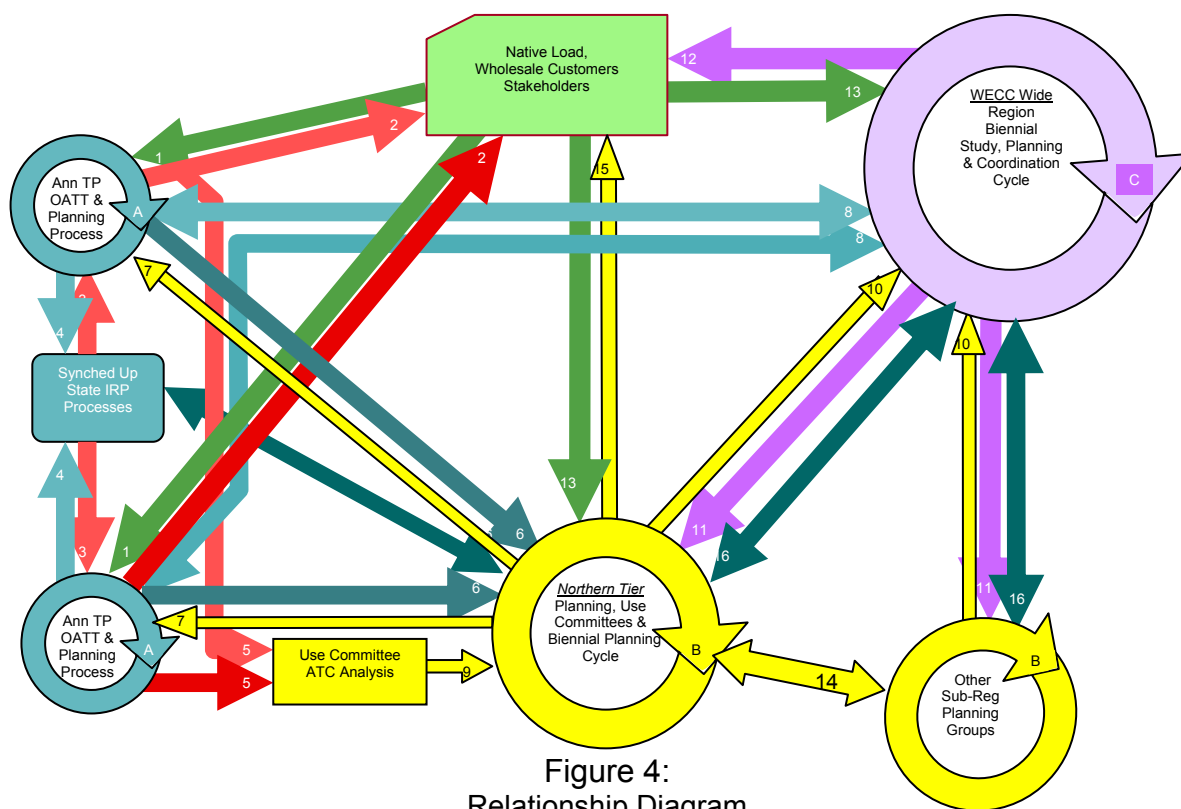 Native Load,
Wholesale Customers
Stakeholders
12
13
WECC Wide
Region
Biennial
Study, Planning
& Coordination
Cycle
C
1
2
2
15
Ann TP
OATT &
Planning
Process
A
8
8
7
10
10
4
3
Synched Up
State IRP
Processes
4
3
1
13
6
11
16
11
16
6
7
Ann TP
OATT &
Planning
Process
A
5
5
Use Committee
ATC Analysis
9
Northern Tier
Planning, Use
Committees &
Biennial Planning
Cycle
B
14
Other
Sub-Reg
Planning
Groups
B
Figure 4:
Relationship Diagram